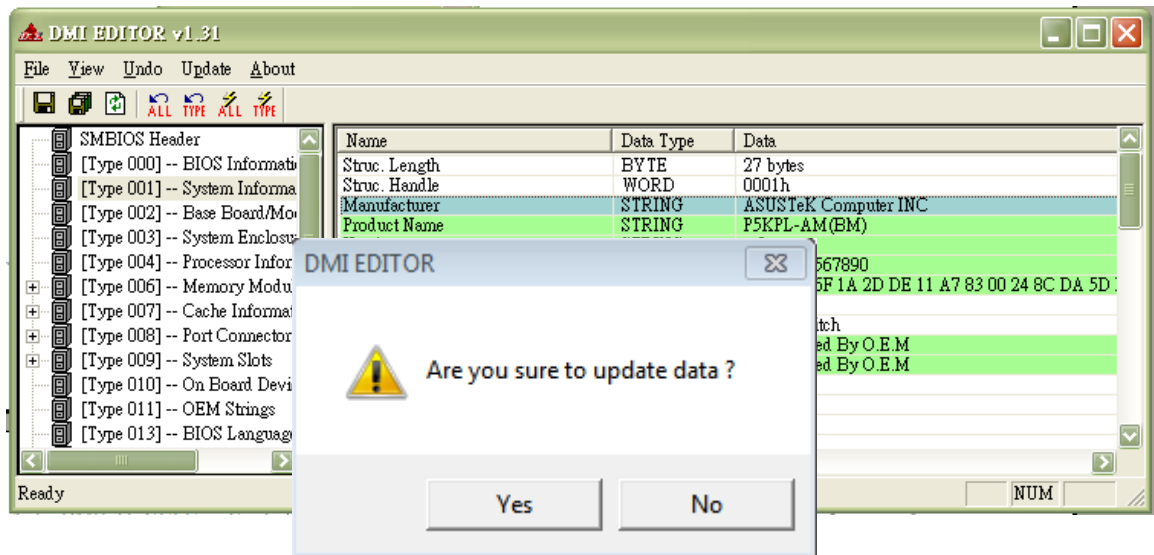 DMI EDITOR v1.31
File View Undo Update About
ALL TYPE ALL TYPE
SMBIOS Header
[Type 000] -- BIOS Informati
[Type 001] -- System Informa
[Type 002] -- Base Board/Mo
[Type 003] -- System Enclosu
[Type 004] -- Processor Infor
[Type 006] -- Memory Modu
[Type 007] -- Cache Informat
[Type 008] -- Port Connector
[Type 009] -- System Slots
[Type 010] -- On Board Devi
[Type 011] -- OEM Strings
[Type 013] -- BIOS Languag
Name Data Type Data
Struc. Length BYTE 27 bytes
Struc. Handle WORD 0001h
Manufacturer STRING ASUSTeK Computer INC
Product Name STRING P5KPL-AM(BM)
567890
5F 1A 2D DE 11 A7 83 00 24 8C DA 5D
itch
ed By O.E.M
ed By O.E.M
DMI EDITOR
Are you sure to update data ?
Yes No
Ready NUM